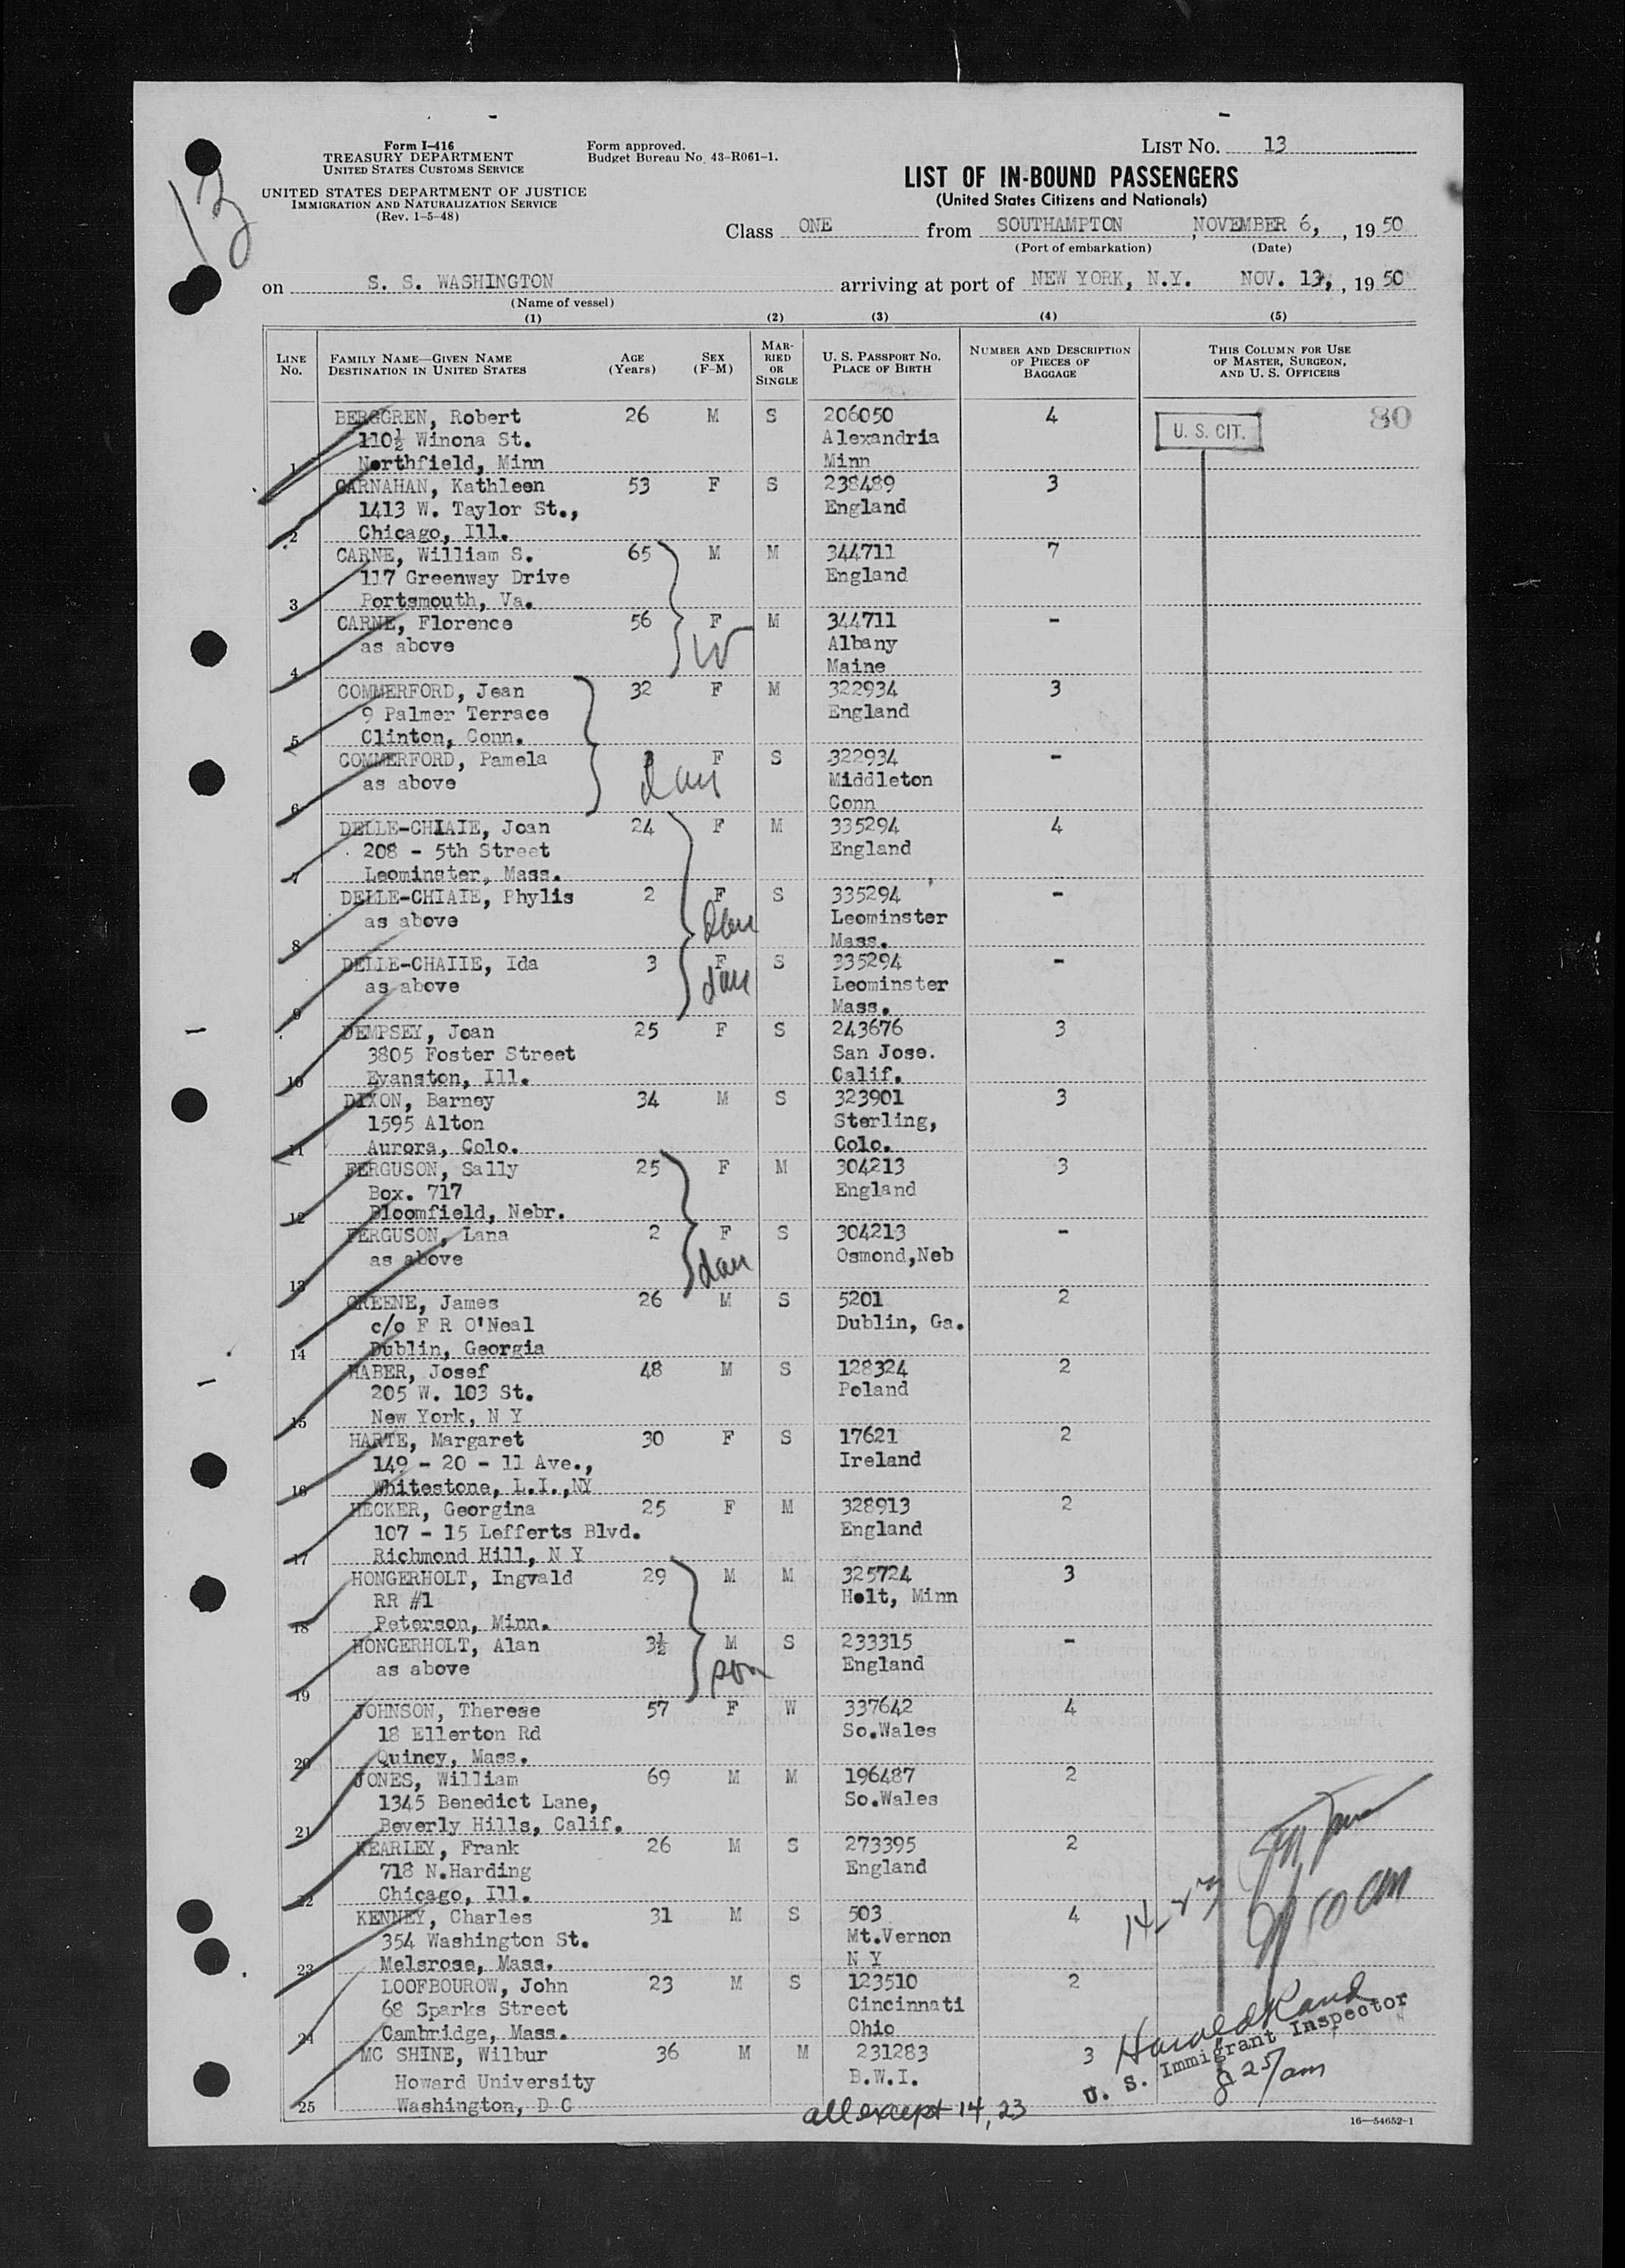 Form I-416
TREASURY DEPARTMENT
UNITED STATES CUSTOMS SERVICE
UNITED STATES DEPARTMENT OF JUSTICE
IMMIGRATION AND NATURALIZATION SERVICE
(Rev. 1-5-48)
Form approved.
Budget Bureau No. 43-R061-1.
LIST No. 13
13
LIST OF IN-BOUND PASSENGERS
(United States Citizens and Nationals)
Class ONE from SOUTHAMPTON, NOVEMBER 6, , 1950
(Port of embarkation) (Date)
on S. S. WASHINGTON arriving at port of NEW YORK, N.Y. NOV. 13, , 1950
(Name of vessel)
(1) (2) (3) (4) (5)
LINE No. FAMILY NAME—GIVEN NAME DESTINATION IN UNITED STATES AGE (Years) SEX (F-M) MARRIED OR SINGLE U. S. PASSPORT No. PLACE OF BIRTH NUMBER AND DESCRIPTION OF PIECES OF BAGGAGE THIS COLUMN FOR USE OF MASTER, SURGEON, AND U. S. OFFICERS
BERGGREN, Robert 26 M S 206050 4 U. S. CIT. 80
110½ Winona St. Alexandria
1 Northfield, Minn Minn
CARNAHAN, Kathleen 53 F S 238489 3
1413 W. Taylor St., England
2 Chicago, Ill.
CARNE, William S. 65 M M 344711 7
117 Greenway Drive England
3 Portsmouth, Va.
CARNE, Florence 56 F M 344711 -
as above W Albany
4 Maine
COMMERFORD, Jean 32 F M 322934 3
9 Palmer Terrace England
5 Clinton, Conn.
COMMERFORD, Pamela 3 F S 322934 -
as above dau Middleton
6 Conn
DELLE-CHIAIE, Joan 24 F M 335294 4
208 - 5th Street England
7 Leominster, Mass.
DELLE-CHIAIE, Phylis 2 F S 335294 -
as above dau Leominster
8 Mass.
DELLE-CHAIIE, Ida 3 F S 335294 -
as above dau Leominster
9 Mass.
DEMPSEY, Joan 25 F S 243676 3
3805 Foster Street San Jose.
10 Evanston, Ill. Calif.
DIXON, Barney 34 M S 323901 3
1595 Alton Sterling,
11 Aurora, Colo. Colo.
FERGUSON, Sally 25 F M 304213 3
Box. 717 England
12 Bloomfield, Nebr.
FERGUSON, Lana 2 F S 304213 -
as above dau Osmond,Neb
13
GREENE, James 26 M S 5201 2
c/o F R O'Neal Dublin, Ga.
14 Dublin, Georgia
HABER, Josef 48 M S 128324 2
205 W. 103 St. Poland
15 New York, N Y
HARTE, Margaret 30 F S 17621 2
149 - 20 - 11 Ave., Ireland
16 Whitestone, L.I.,NY
HECKER, Georgina 25 F M 328913 2
107 - 15 Lefferts Blvd. England
17 Richmond Hill, N Y
HONGERHOLT, Ingvald 29 M M 325724 3
RR #1 Holt, Minn
18 Peterson, Minn.
HONGERHOLT, Alan 3½ M S 233315 -
as above son England
19
JOHNSON, Therese 57 F W 337642 4
18 Ellerton Rd So.Wales
20 Quincy, Mass.
JONES, William 69 M M 196487 2
1345 Benedict Lane, So.Wales
21 Beverly Hills, Calif.
KEARLEY, Frank 26 M S 273395 2
718 N.Harding England
22 Chicago, Ill.
KENNEY, Charles 31 M S 503 4 14-23
354 Washington St. Mt.Vernon
23 Melsrose, Mass. N Y
LOOFBOUROW, John 23 M S 123510 2
68 Sparks Street Cincinnati
24 Cambridge, Mass. Ohio
MC SHINE, Wilbur 36 M M 231283 3
Howard University B.W.I.
25 Washington, D C
Harold Rand
U. S. Immigrant Inspector
8 25/am
all except 14, 23
16—54652-1